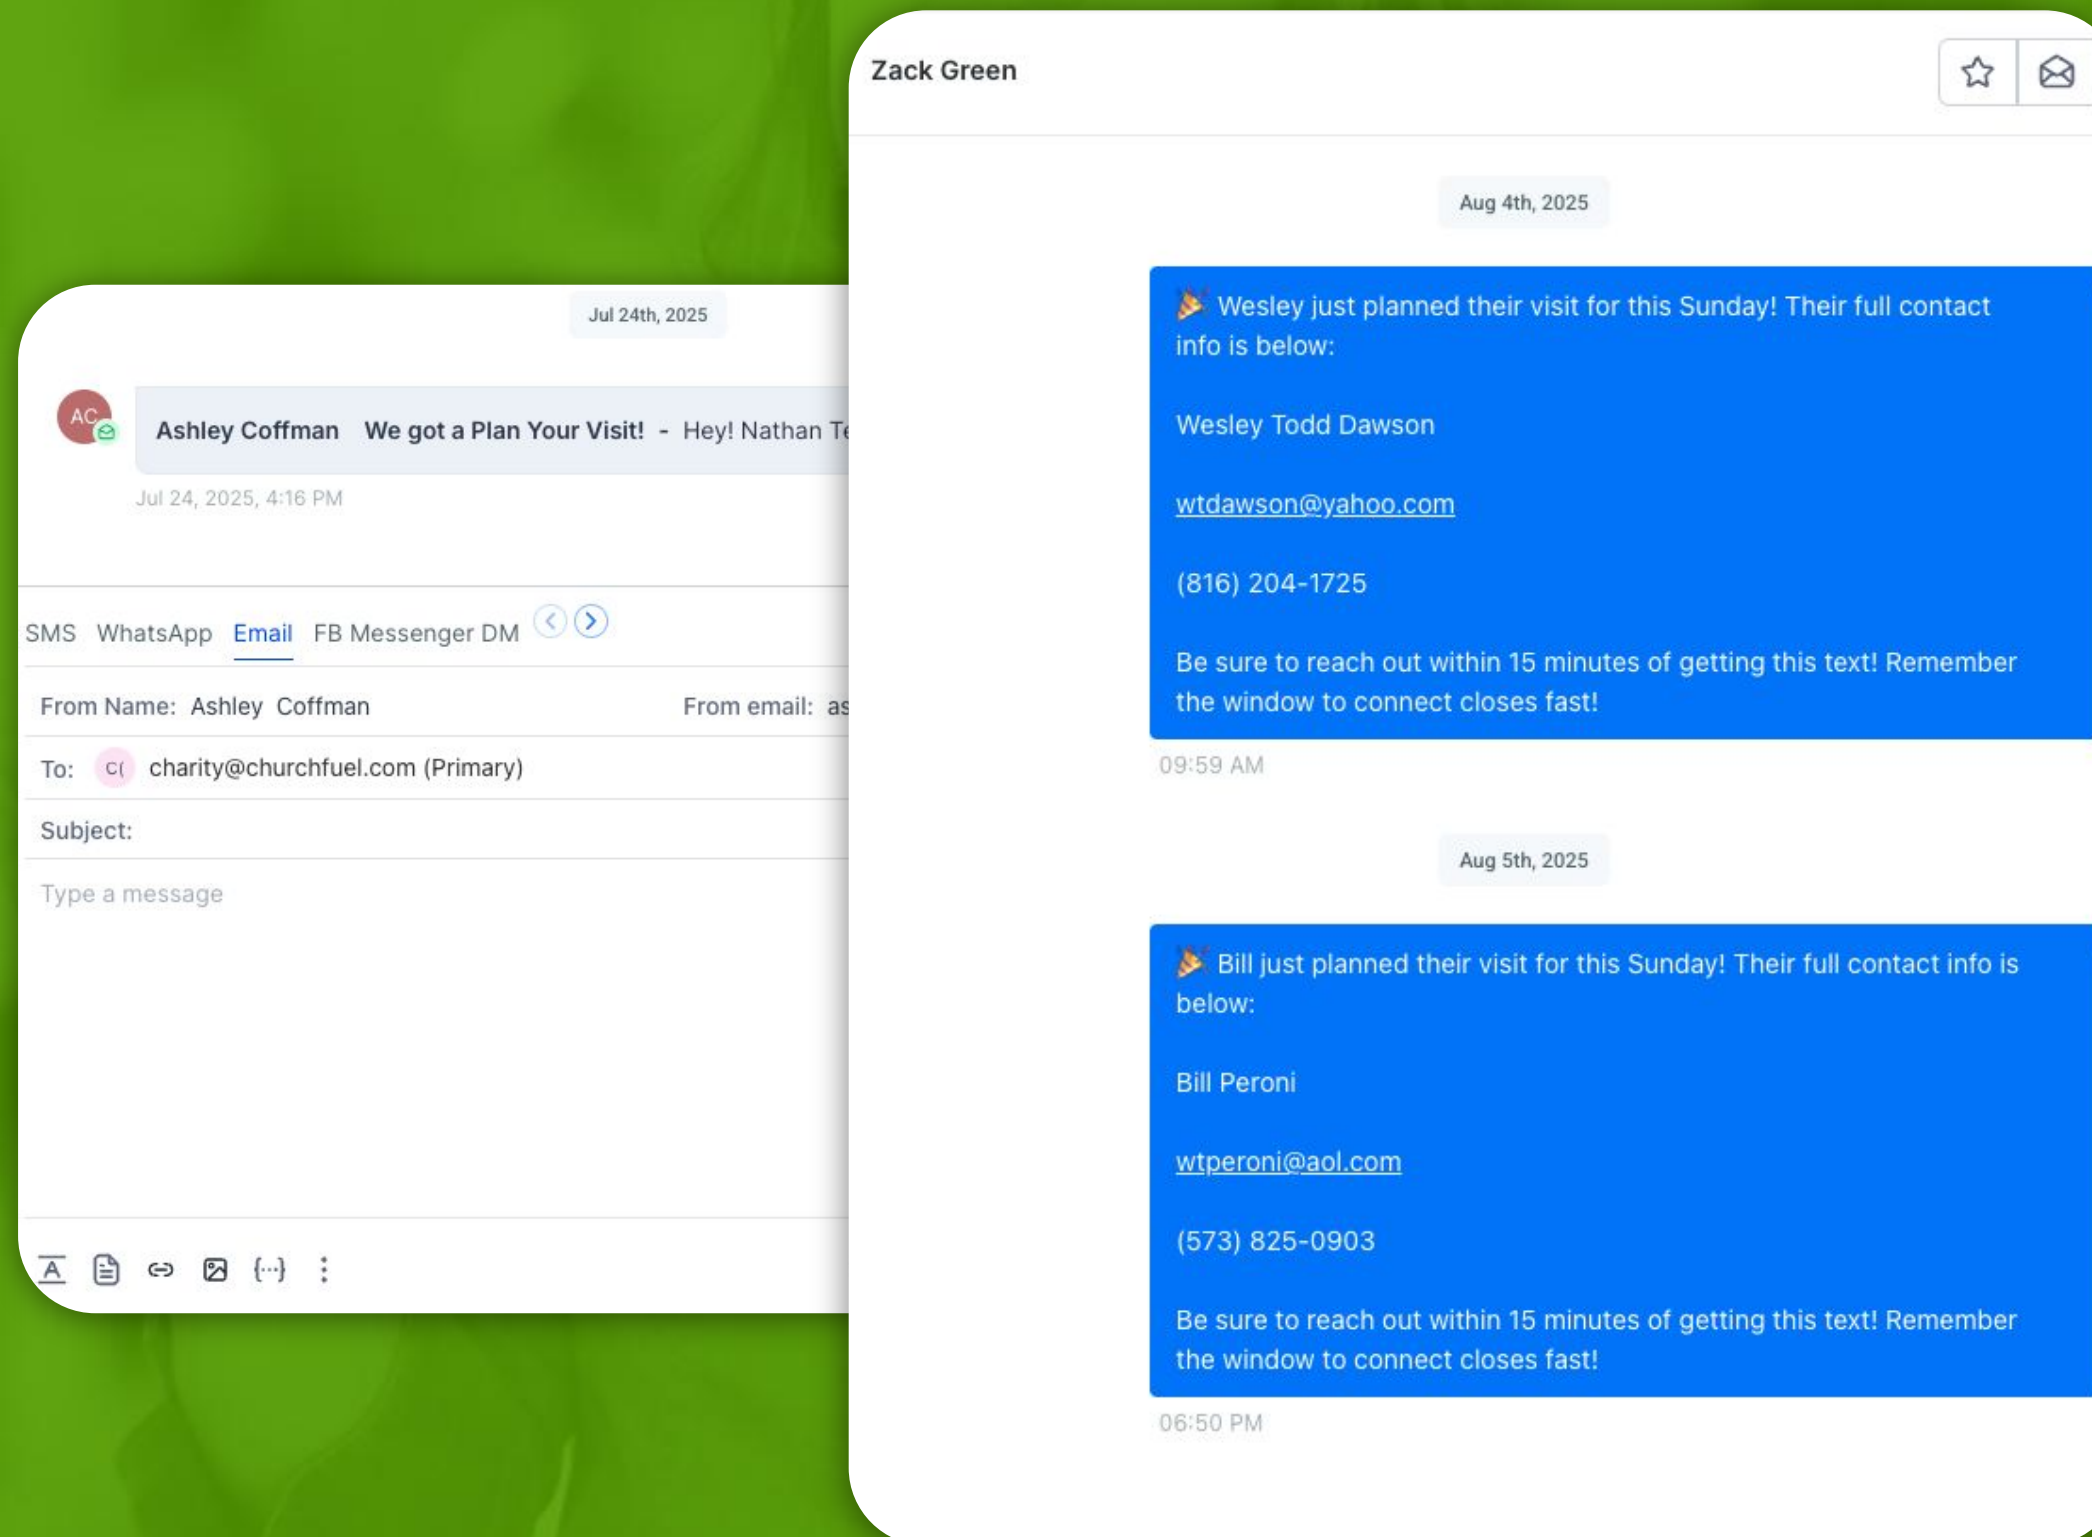 Jul 24th, 2025
AC
Ashley Coffman We got a Plan Your Visit! - Hey! Nathan
Jul 24, 2025, 4:16 PM
SMS WhatsApp Email FB Messenger DM
From Name: Ashley Coffman From email:
To: C( charity@churchfuel.com (Primary)
Subject:
Type a message
Zack Green
Aug 4th, 2025
🎉 Wesley just planned their visit for this Sunday! Their full contact
info is below:
Wesley Todd Dawson
wtdawson@yahoo.com
(816) 204-1725
Be sure to reach out within 15 minutes of getting this text! Remember
the window to connect closes fast!
09:59 AM
Aug 5th, 2025
🎉 Bill just planned their visit for this Sunday! Their full contact info is
below:
Bill Peroni
wtperoni@aol.com
(573) 825-0903
Be sure to reach out within 15 minutes of getting this text! Remember
the window to connect closes fast!
06:50 PM